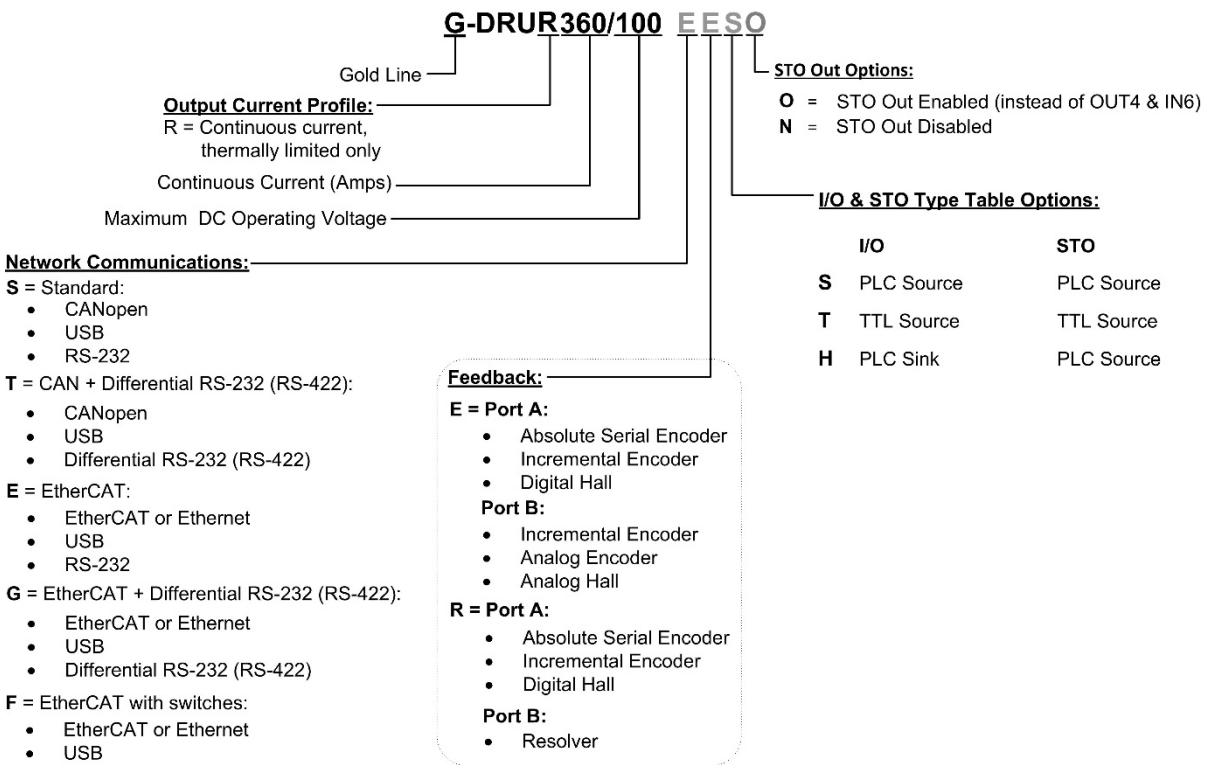 G-DRUR360/100 E E S O
Gold Line
Output Current Profile:
R = Continuous current,
thermally limited only
Continuous Current (Amps)
Maximum DC Operating Voltage
Network Communications:
S = Standard:
• CANopen
• USB
• RS-232
T = CAN + Differential RS-232 (RS-422):
• CANopen
• USB
• Differential RS-232 (RS-422)
E = EtherCAT:
• EtherCAT or Ethernet
• USB
• RS-232
G = EtherCAT + Differential RS-232 (RS-422):
• EtherCAT or Ethernet
• USB
• Differential RS-232 (RS-422)
F = EtherCAT with switches:
• EtherCAT or Ethernet
• USB
Feedback:
E = Port A:
• Absolute Serial Encoder
• Incremental Encoder
• Digital Hall
Port B:
• Incremental Encoder
• Analog Encoder
• Analog Hall
R = Port A:
• Absolute Serial Encoder
• Incremental Encoder
• Digital Hall
Port B:
• Resolver
STO Out Options:
O = STO Out Enabled (instead of OUT4 & IN6)
N = STO Out Disabled
I/O & STO Type Table Options:
I/O STO
S PLC Source PLC Source
T TTL Source TTL Source
H PLC Sink PLC Source